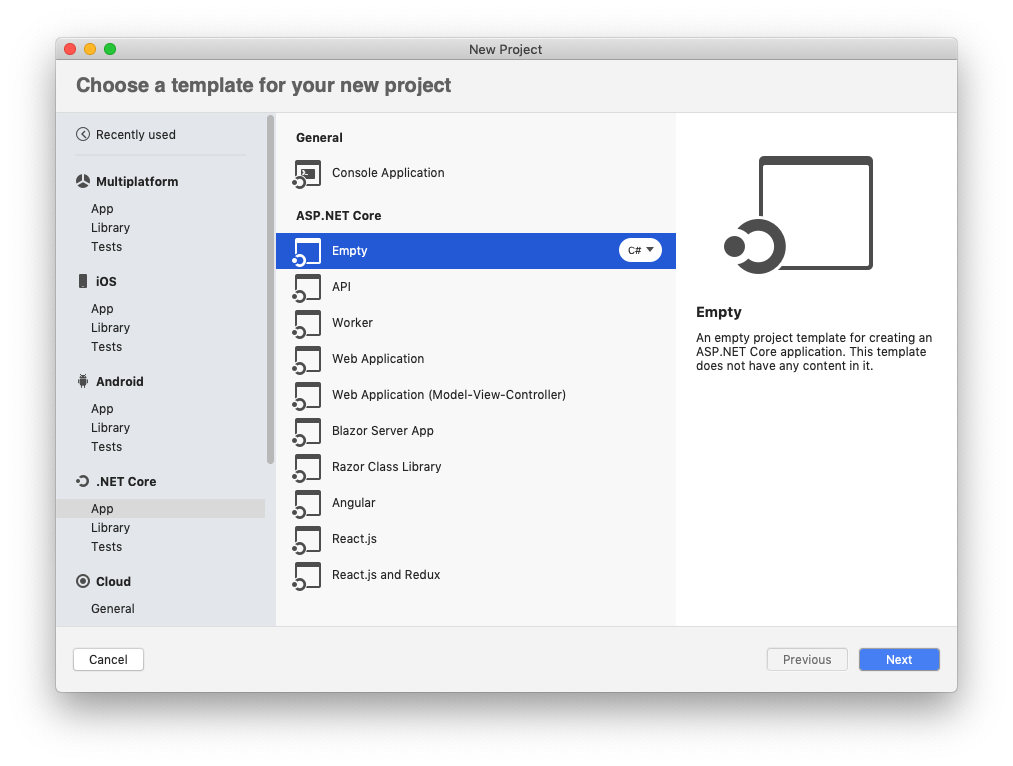 New Project
Choose a template for your new project
Recently used
Multiplatform
App
Library
Tests
iOS
App
Library
Tests
Android
App
Library
Tests
.NET Core
App
Library
Tests
Cloud
General
General
Console Application
ASP.NET Core
Empty C#
API
Worker
Web Application
Web Application (Model-View-Controller)
Blazor Server App
Razor Class Library
Angular
React.js
React.js and Redux
Empty
An empty project template for creating an
ASP.NET Core application. This template
does not have any content in it.
Cancel
Previous
Next